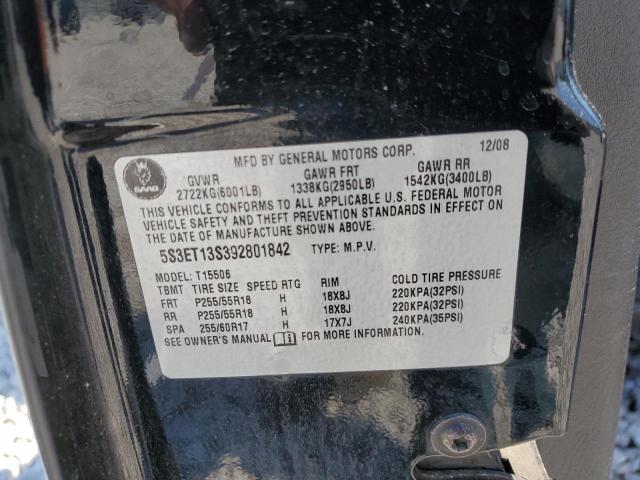 MFD BY GENERAL MOTORS CORP. 12/08
SAAB
GVWR GAWR FRT GAWR RR
2722KG(6001LB) 1338KG(2950LB) 1542KG(3400LB)
THIS VEHICLE CONFORMS TO ALL APPLICABLE U.S. FEDERAL MOTOR
VEHICLE SAFETY AND THEFT PREVENTION STANDARDS IN EFFECT ON
THE DATE OF MANUFACTURE SHOWN ABOVE.
5S3ET13S392801842 TYPE: M.P.V.
MODEL: T15506
TBMT TIRE SIZE SPEED RTG RIM COLD TIRE PRESSURE
FRT P255/55R18 H 18X8J 220KPA(32PSI)
RR P255/55R18 H 18X8J 220KPA(32PSI)
SPA 255/60R17 H 17X7J 240KPA(35PSI)
SEE OWNER'S MANUAL FOR MORE INFORMATION.